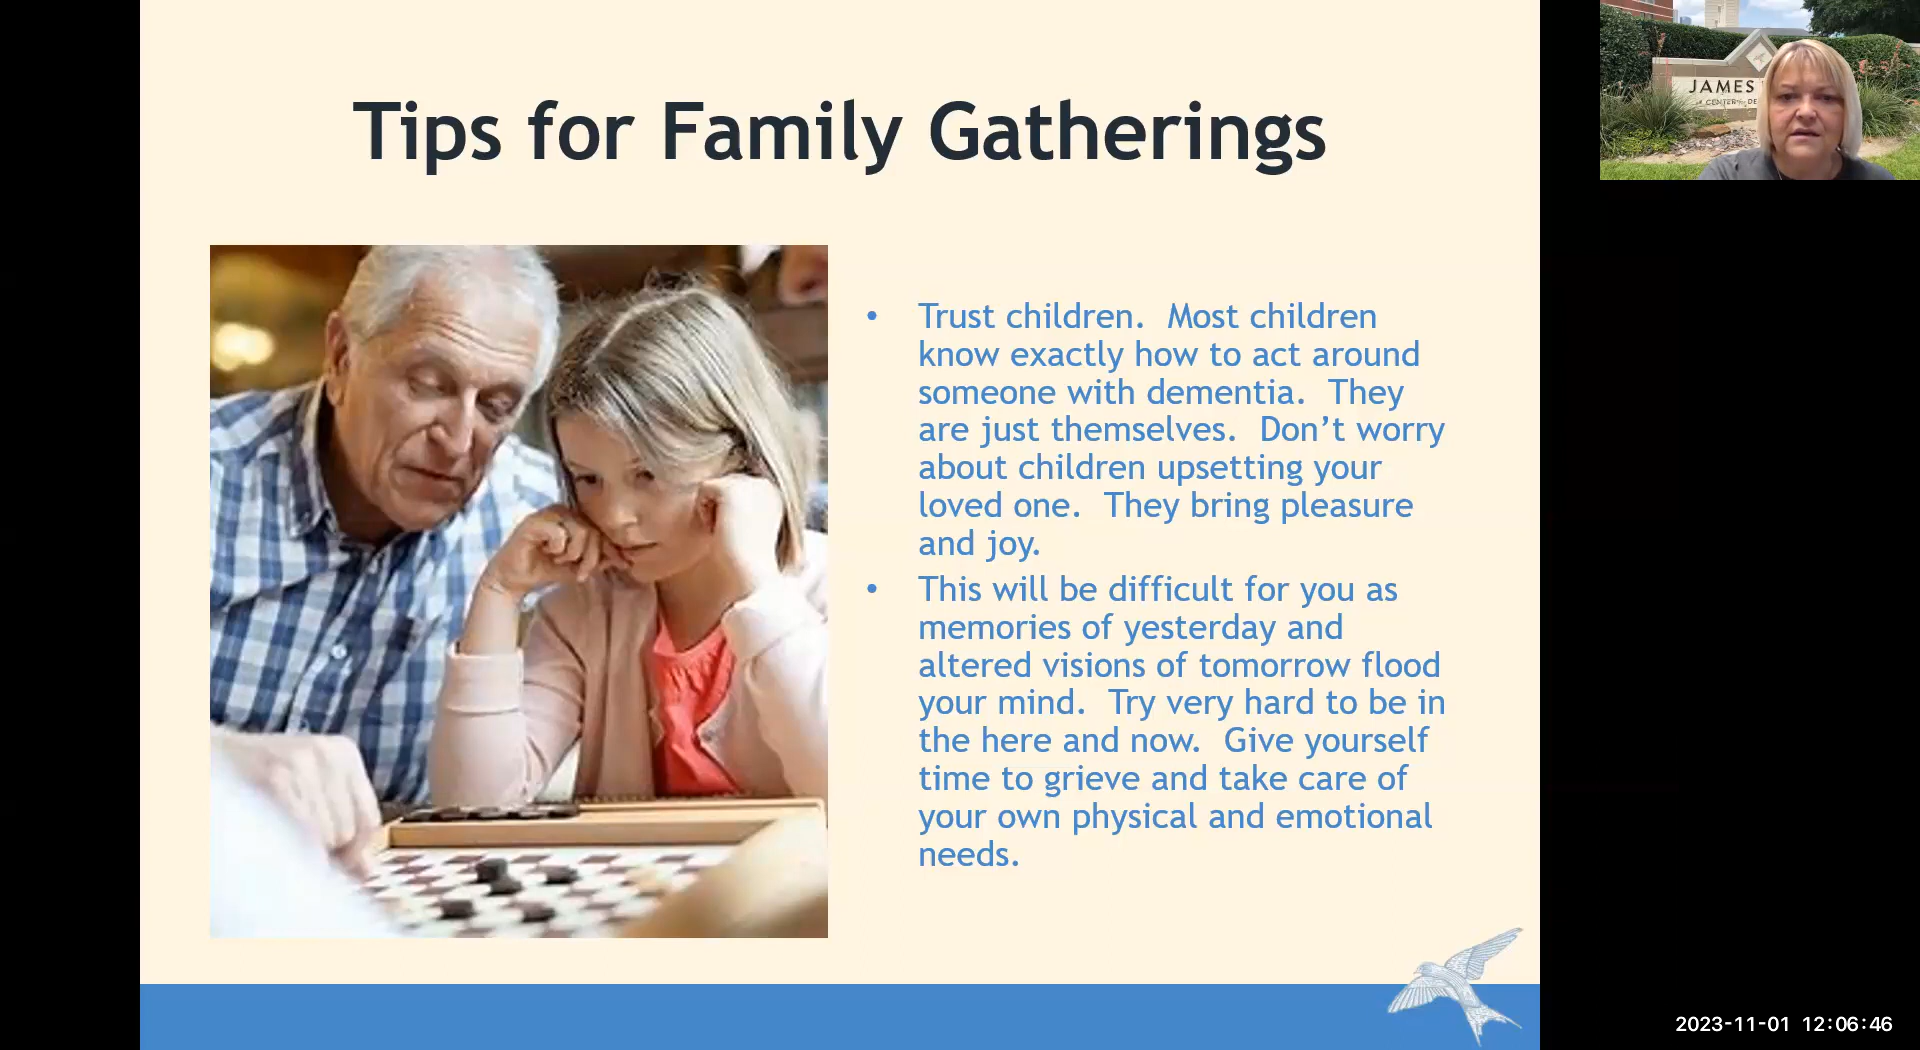 Tips for Family Gatherings
JAMES
CENTER
• Trust children.  Most children
know exactly how to act around
someone with dementia.  They
are just themselves.  Don’t worry
about children upsetting your
loved one.  They bring pleasure
and joy.
• This will be difficult for you as
memories of yesterday and
altered visions of tomorrow flood
your mind.  Try very hard to be in
the here and now.  Give yourself
time to grieve and take care of
your own physical and emotional
needs.
2023-11-01 12:06:46